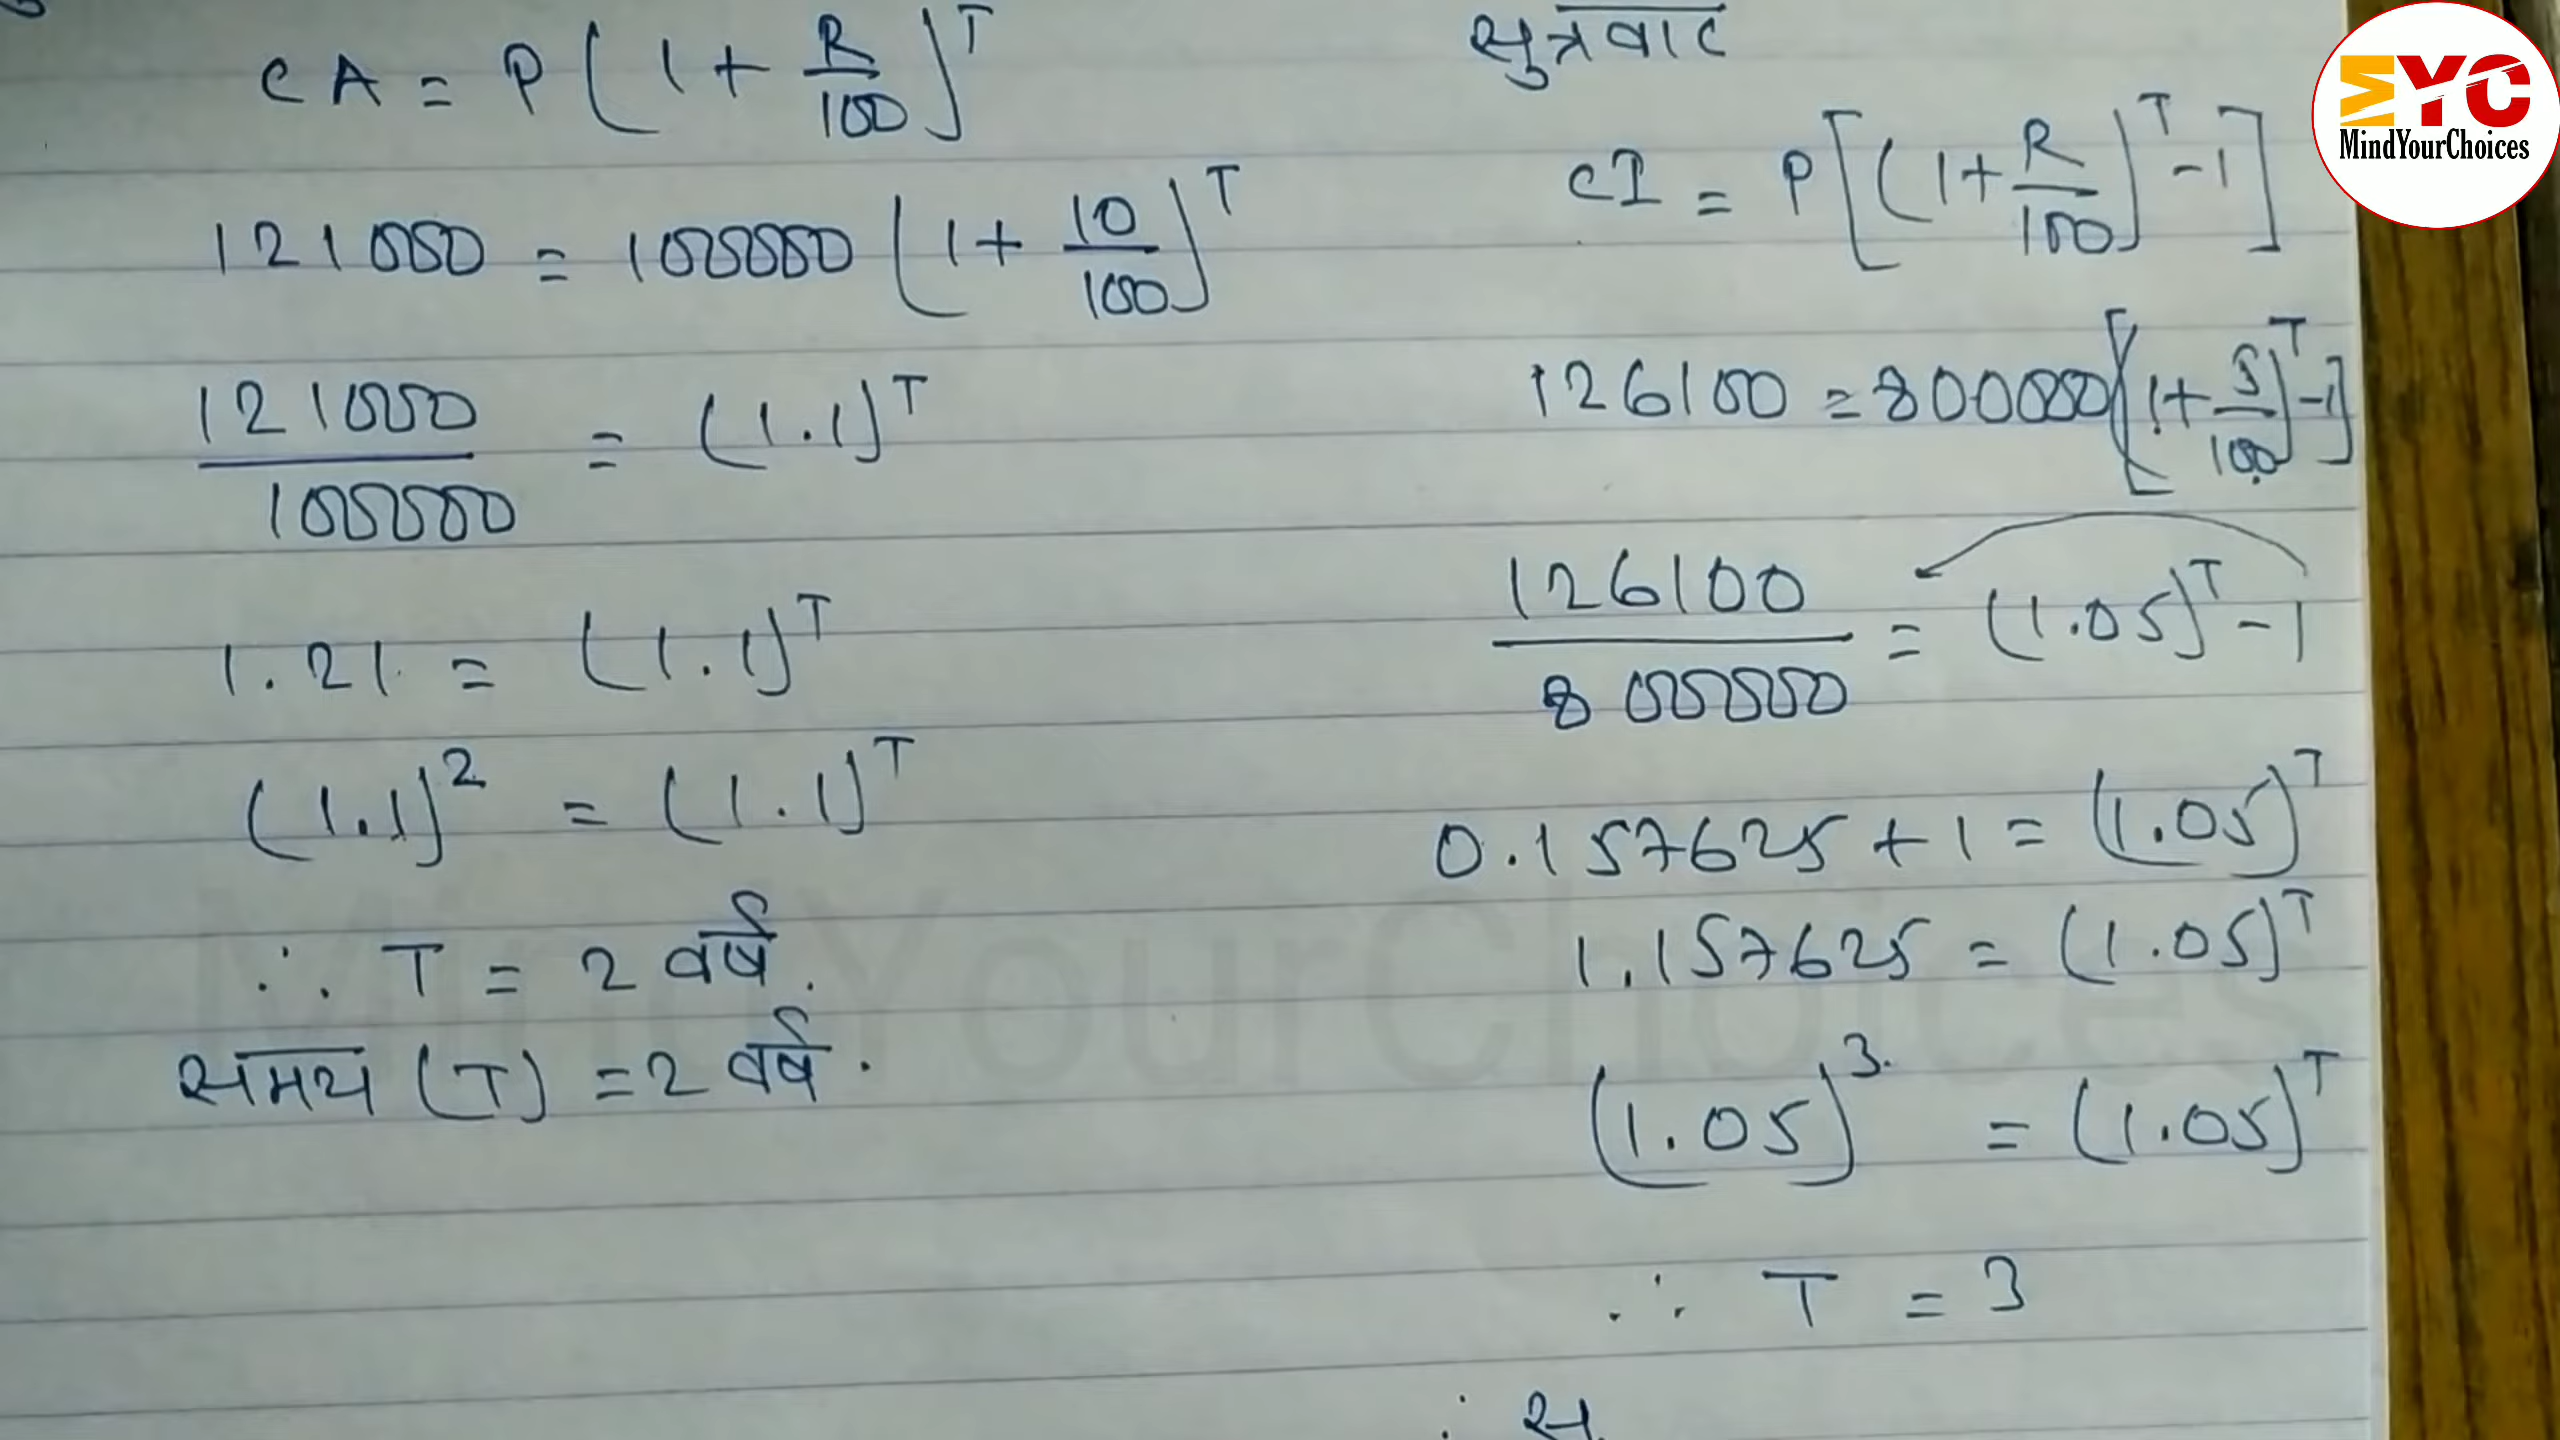 CA = P(1 + R/100)^T
121000 = 100000(1 + 10/100)^T
121000/100000 = (1.1)^T
1.21 = (1.1)^T
(1.1)^2 = (1.1)^T
∴ T = 2 वर्ष.
समय (T) = 2 वर्ष.
सुत्रवाट
CI = P[(1 + R/100)^T - 1]
126100 = 800000[(1 + 5/100)^T - 1]
126100/800000 = (1.05)^T - 1
0.157625 + 1 = (1.05)^T
1.157625 = (1.05)^T
(1.05)^3 = (1.05)^T
∴ T = 3
MYC
MindYourChoices
MindYourChoices